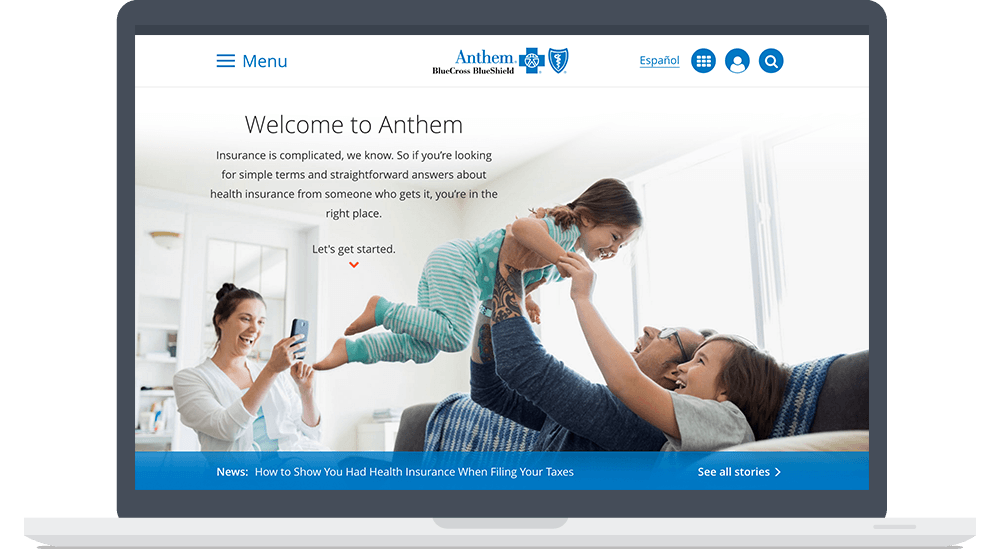 Menu
Anthem
BlueCross BlueShield
Español
Welcome to Anthem
Insurance is complicated, we know. So if you're looking
for simple terms and straightforward answers about
health insurance from someone who gets it, you're in the
right place.
Let's get started.
News: How to Show You Had Health Insurance When Filing Your Taxes
See all stories